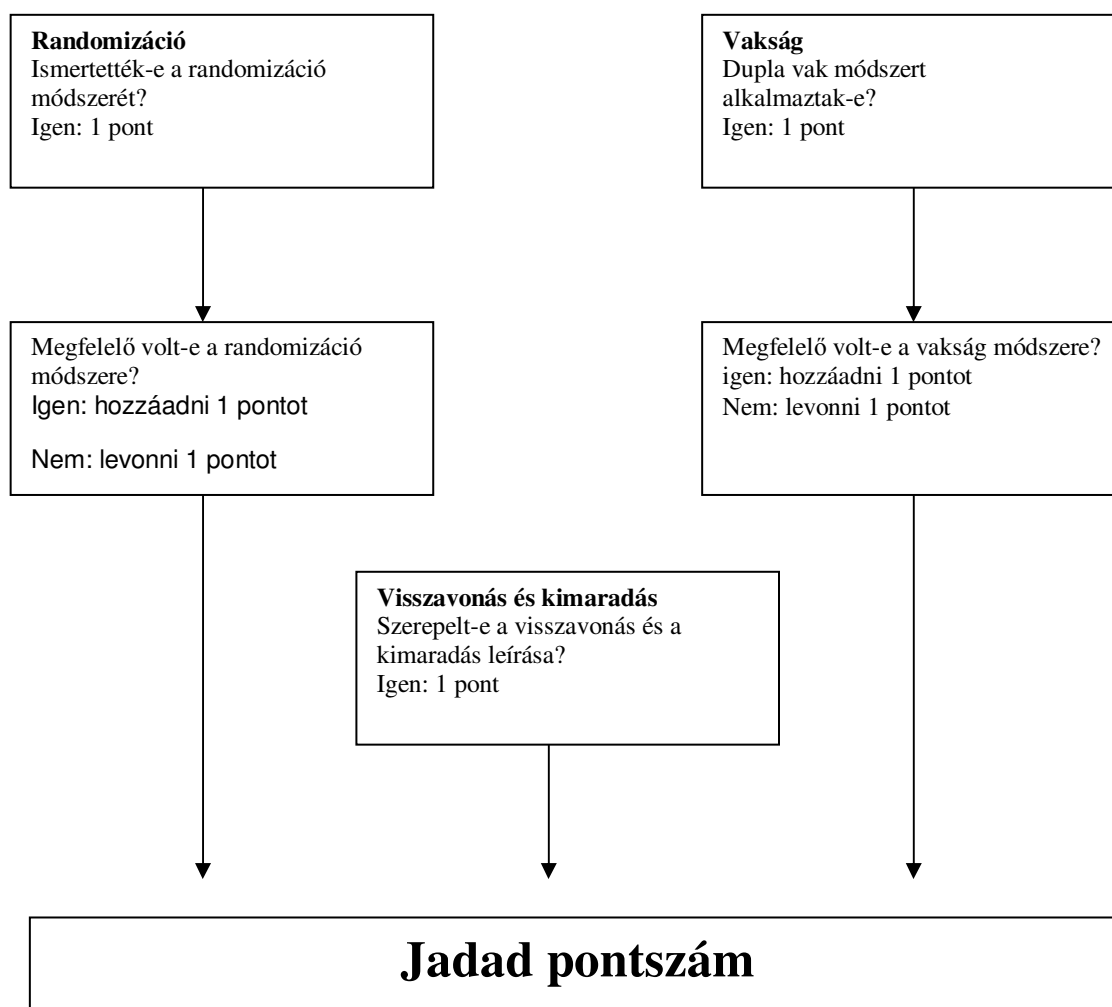 Randomizáció
Ismertették-e a randomizáció
módszerét?
Igen: 1 pont
Vakság
Dupla vak módszert
alkalmaztak-e?
Igen: 1 pont
Megfelelő volt-e a randomizáció
módszere?
Igen: hozzáadni 1 pontot
Nem: levonni 1 pontot
Megfelelő volt-e a vakság módszere?
igen: hozzáadni 1 pontot
Nem: levonni 1 pontot
Visszavonás és kimaradás
Szerepelt-e a visszavonás és a
kimaradás leírása?
Igen: 1 pont
Jadad pontszám